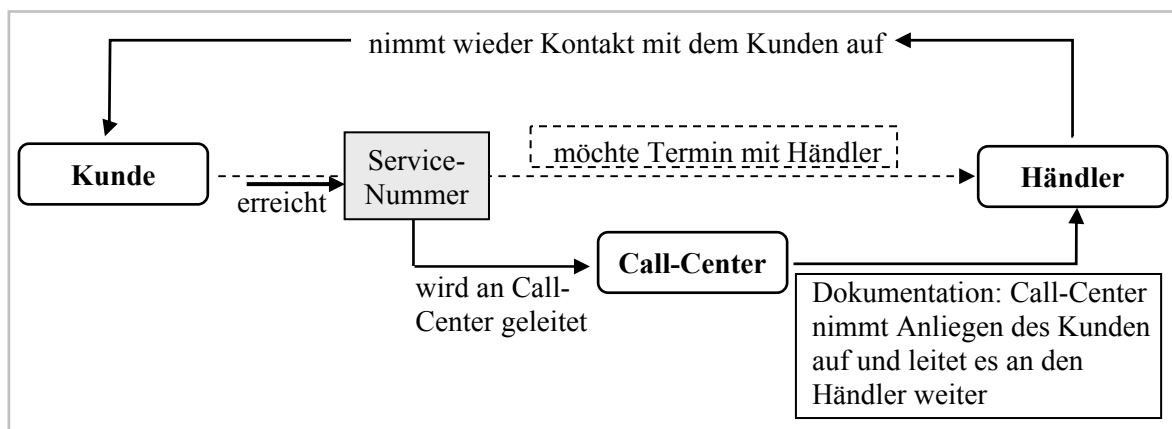 nimmt wieder Kontakt mit dem Kunden auf
Kunde
erreicht
Service-
Nummer
möchte Termin mit Händler
Händler
wird an Call-
Center geleitet
Call-Center
Dokumentation: Call-Center
nimmt Anliegen des Kunden
auf und leitet es an den
Händler weiter